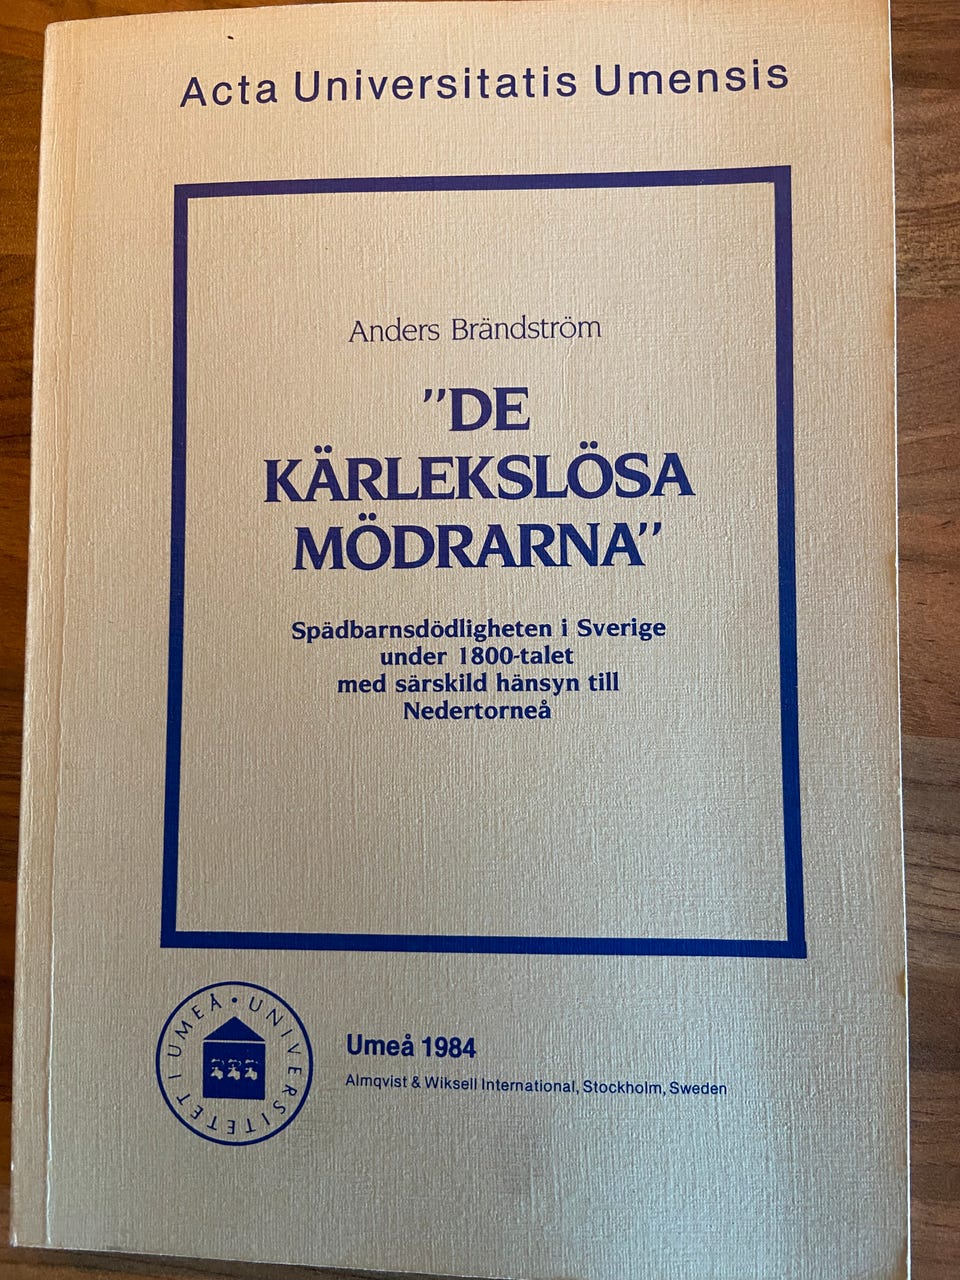 Acta Universitatis Umensis
Anders Brändström
”DE
KÄRLEKSLÖSA
MÖDRARNA”
Spädbarnsdödligheten i Sverige
under 1800-talet
med särskild hänsyn till
Nedertorneå
UNIVERSITETET I UMEÅ
Umeå 1984
Almqvist & Wiksell International, Stockholm, Sweden